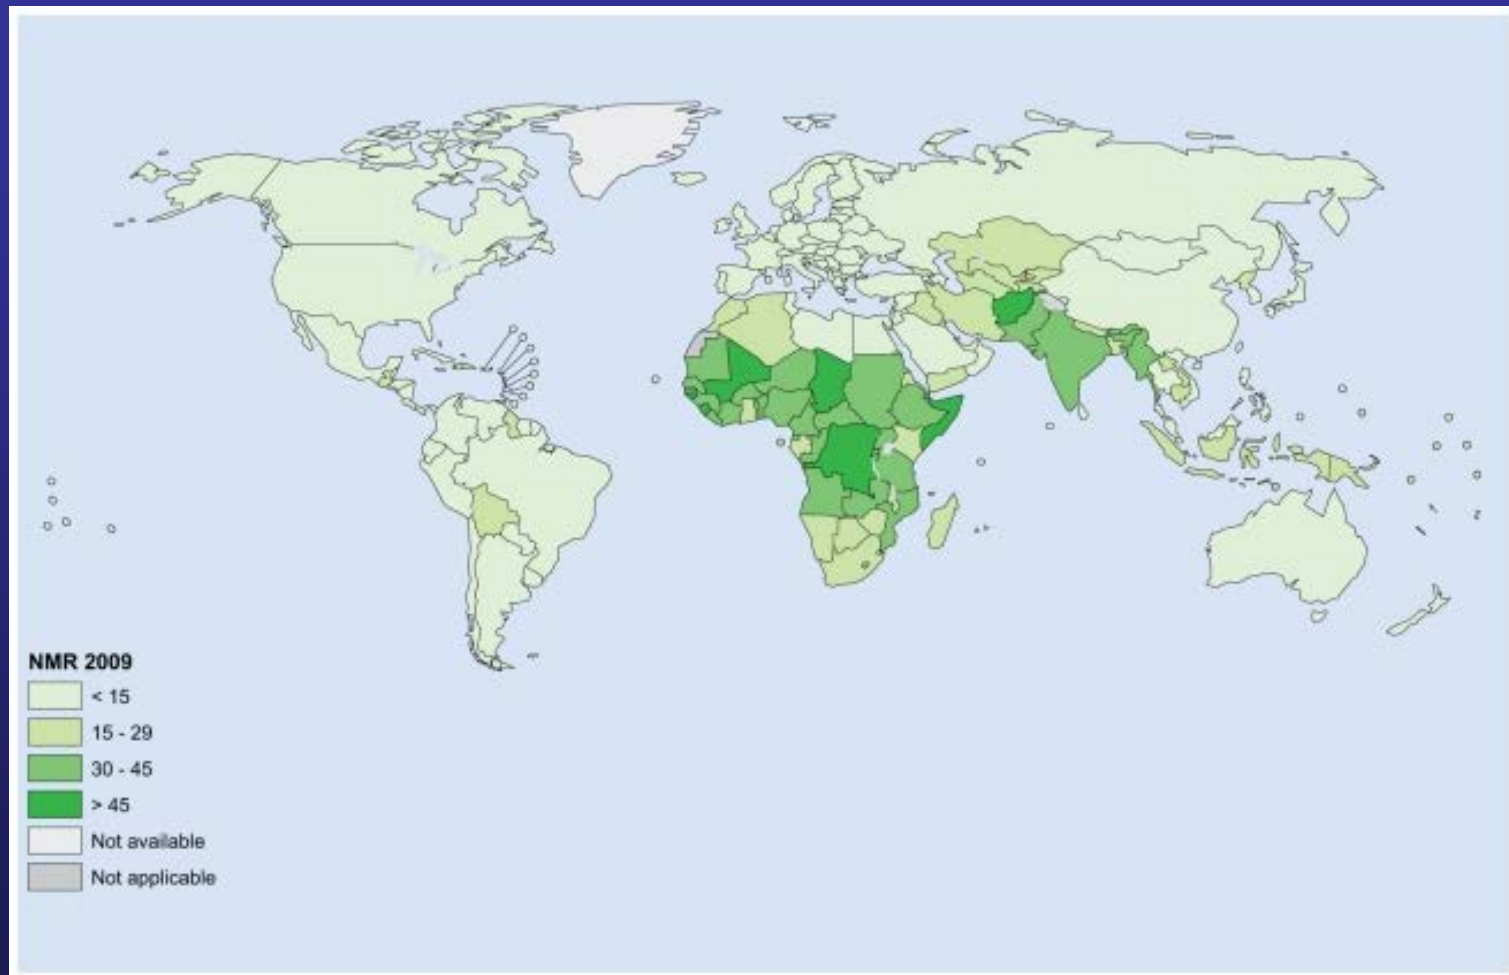 NMR 2009
< 15
15 - 29
30 - 45
> 45
Not available
Not applicable